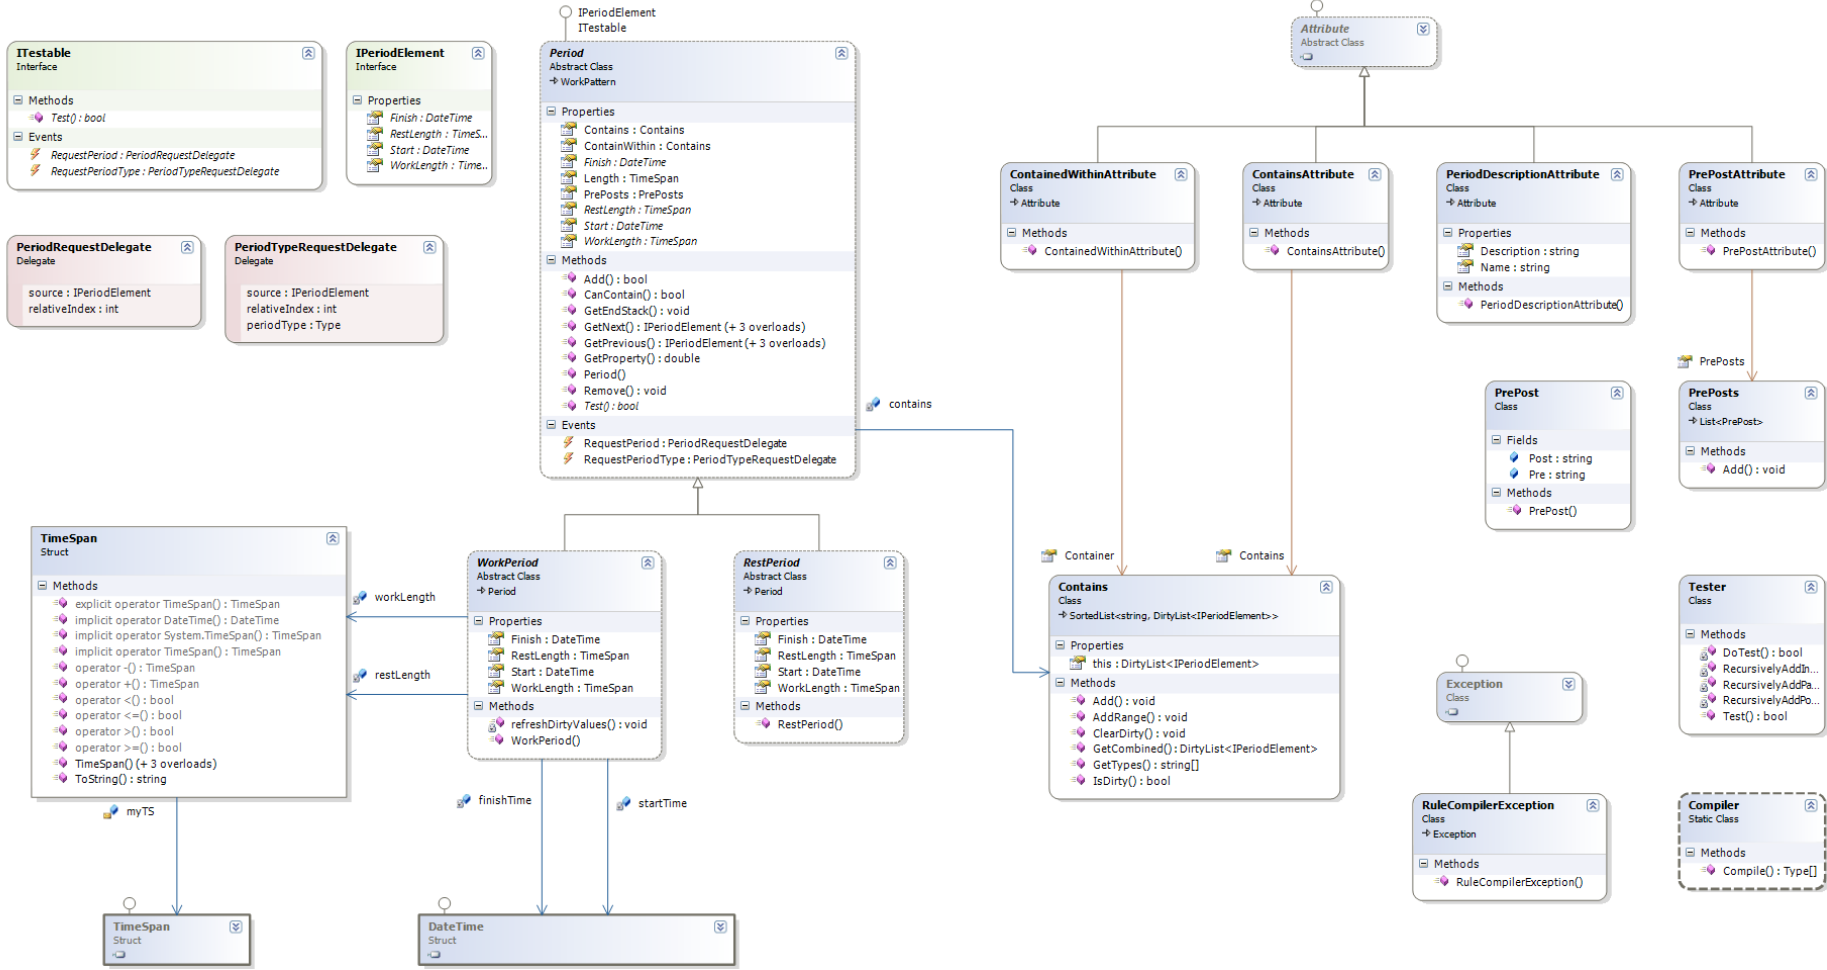 IPeriodElement
ITestable
ITestable
Interface
Methods
Test() : bool
Events
RequestPeriod : PeriodRequestDelegate
RequestPeriodType : PeriodTypeRequestDelegate
IPeriodElement
Interface
Properties
Finish : DateTime
RestLength : TimeS...
Start : DateTime
WorkLength : Time...
PeriodRequestDelegate
Delegate
source : IPeriodElement
relativeIndex : int
PeriodTypeRequestDelegate
Delegate
source : IPeriodElement
relativeIndex : int
periodType : Type
Period
Abstract Class
WorkPattern
Properties
Contains : Contains
ContainWithin : Contains
Finish : DateTime
Length : TimeSpan
PrePosts : PrePosts
RestLength : TimeSpan
Start : DateTime
WorkLength : TimeSpan
Methods
Add() : bool
CanContain() : bool
GetEndStack() : void
GetNext() : IPeriodElement (+ 3 overloads)
GetPrevious() : IPeriodElement (+ 3 overloads)
GetProperty() : double
Period()
Remove() : void
Test() : bool
Events
RequestPeriod : PeriodRequestDelegate
RequestPeriodType : PeriodTypeRequestDelegate
contains
Attribute
Abstract Class
ContainedWithinAttribute
Class
Attribute
Methods
ContainedWithinAttribute()
ContainsAttribute
Class
Attribute
Methods
ContainsAttribute()
PeriodDescriptionAttribute
Class
Attribute
Properties
Description : string
Name : string
Methods
PeriodDescriptionAttribute()
PrePostAttribute
Class
Attribute
Methods
PrePostAttribute()
PrePosts
PrePost
Class
Fields
Post : string
Pre : string
Methods
PrePost()
PrePosts
Class
List<PrePost>
Methods
Add() : void
TimeSpan
Struct
Methods
explicit operator TimeSpan() : TimeSpan
implicit operator DateTime() : DateTime
implicit operator System.TimeSpan() : TimeSpan
implicit operator TimeSpan() : TimeSpan
operator -() : TimeSpan
operator +() : TimeSpan
operator <() : bool
operator <=() : bool
operator >() : bool
operator >=() : bool
TimeSpan() (+ 3 overloads)
ToString() : string
workLength
restLength
myTS
WorkPeriod
Abstract Class
Period
Properties
Finish : DateTime
RestLength : TimeSpan
Start : DateTime
WorkLength : TimeSpan
Methods
refreshDirtyValues() : void
WorkPeriod()
finishTime
startTime
RestPeriod
Abstract Class
Period
Properties
Finish : DateTime
RestLength : TimeSpan
Start : DateTime
WorkLength : TimeSpan
Methods
RestPeriod()
Container
Contains
Contains
Class
SortedList<string, DirtyList<IPeriodElement>>
Properties
this : DirtyList<IPeriodElement>
Methods
Add() : void
AddRange() : void
ClearDirty() : void
GetCombined() : DirtyList<IPeriodElement>
GetTypes() : string[]
IsDirty() : bool
Tester
Class
Methods
DoTest() : bool
RecursivelyAddIn...
RecursivelyAddPa...
RecursivelyAddPo...
Test() : bool
Exception
Class
RuleCompilerException
Class
Exception
Methods
RuleCompilerException()
Compiler
Static Class
Methods
Compile() : Type[]
TimeSpan
Struct
DateTime
Struct